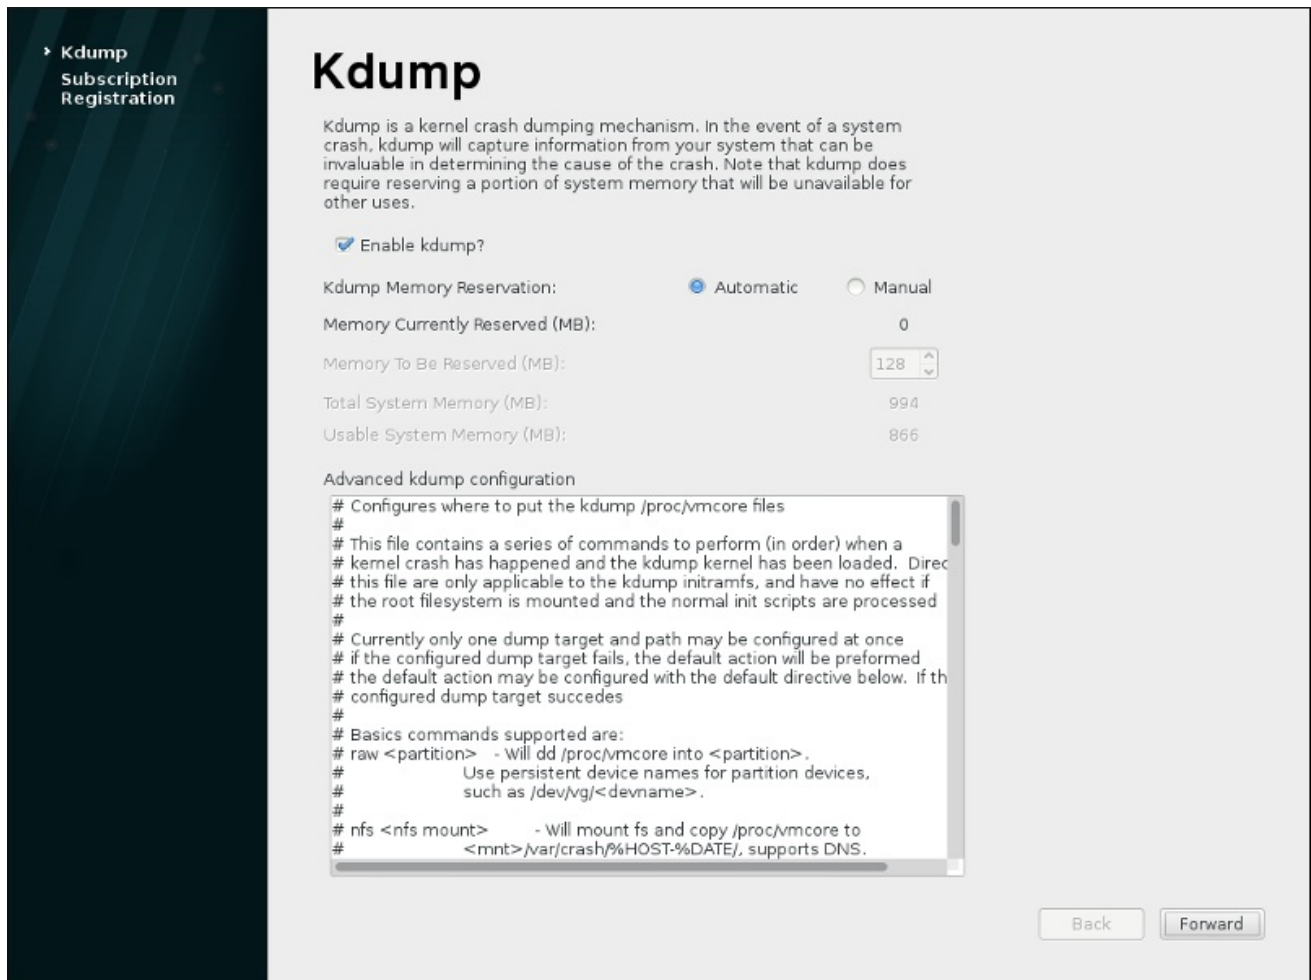 Kdump
Subscription
Registration
Kdump
Kdump is a kernel crash dumping mechanism. In the event of a system
crash, kdump will capture information from your system that can be
invaluable in determining the cause of the crash. Note that kdump does
require reserving a portion of system memory that will be unavailable for
other uses.
Enable kdump?
Kdump Memory Reservation: Automatic Manual
Memory Currently Reserved (MB): 0
Memory To Be Reserved (MB): 128
Total System Memory (MB): 994
Usable System Memory (MB): 866
Advanced kdump configuration
# Configures where to put the kdump /proc/vmcore files
#
# This file contains a series of commands to perform (in order) when a
# kernel crash has happened and the kdump kernel has been loaded.  Direc
# this file are only applicable to the kdump initramfs, and have no effect if
# the root filesystem is mounted and the normal init scripts are processed
#
# Currently only one dump target and path may be configured at once
# if the configured dump target fails, the default action will be preformed
# the default action may be configured with the default directive below.  If th
# configured dump target succedes
#
# Basics commands supported are:
# raw <partition>   - Will dd /proc/vmcore into <partition>.
#               Use persistent device names for partition devices,
#               such as /dev/vg/<devname>.
#
# nfs <nfs mount>      - Will mount fs and copy /proc/vmcore to
#               <mnt>/var/crash/%HOST-%DATE/, supports DNS.
Back Forward